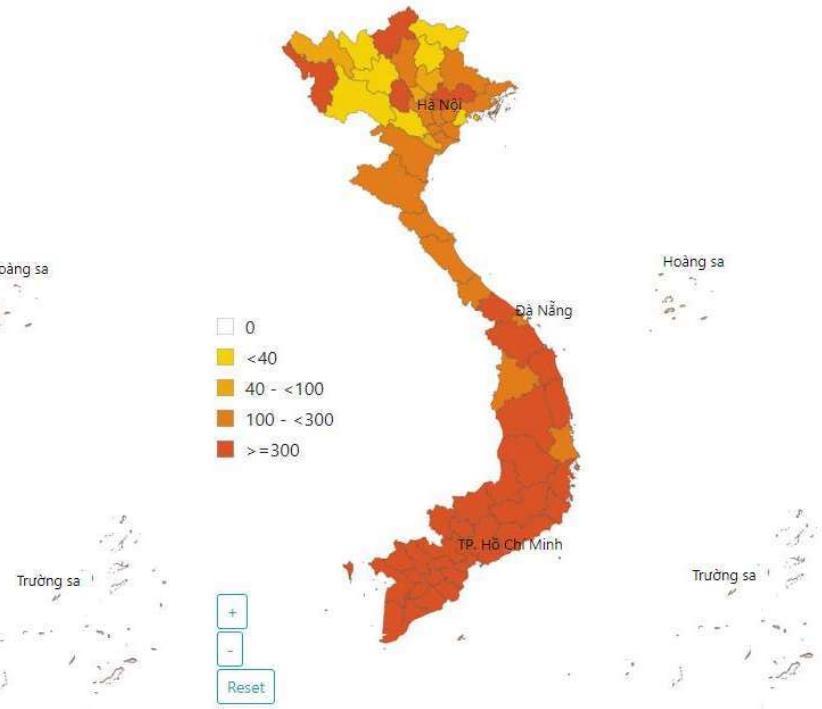 Hà Nội
oàng sa
Hoàng sa
Đà Nẵng
0
<40
40 - <100
100 - <300
>=300
TP. Hồ Chí Minh
Trường sa
Trường sa
+
-
Reset